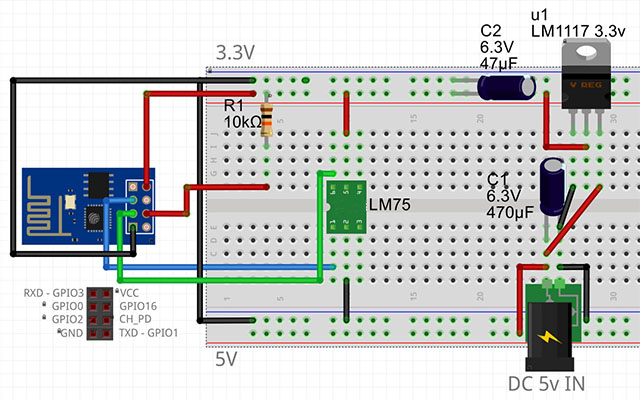 u1
LM1117 3.3v
C2
6.3V
47µF
3.3V
V REG
R1
10kΩ
LM75
C1
6.3V
470µF
RXD - GPIO3
VCC
GPIO0
GPIO16
GPIO2
CH_PD
GND
TXD - GPIO1
5V
DC 5v IN